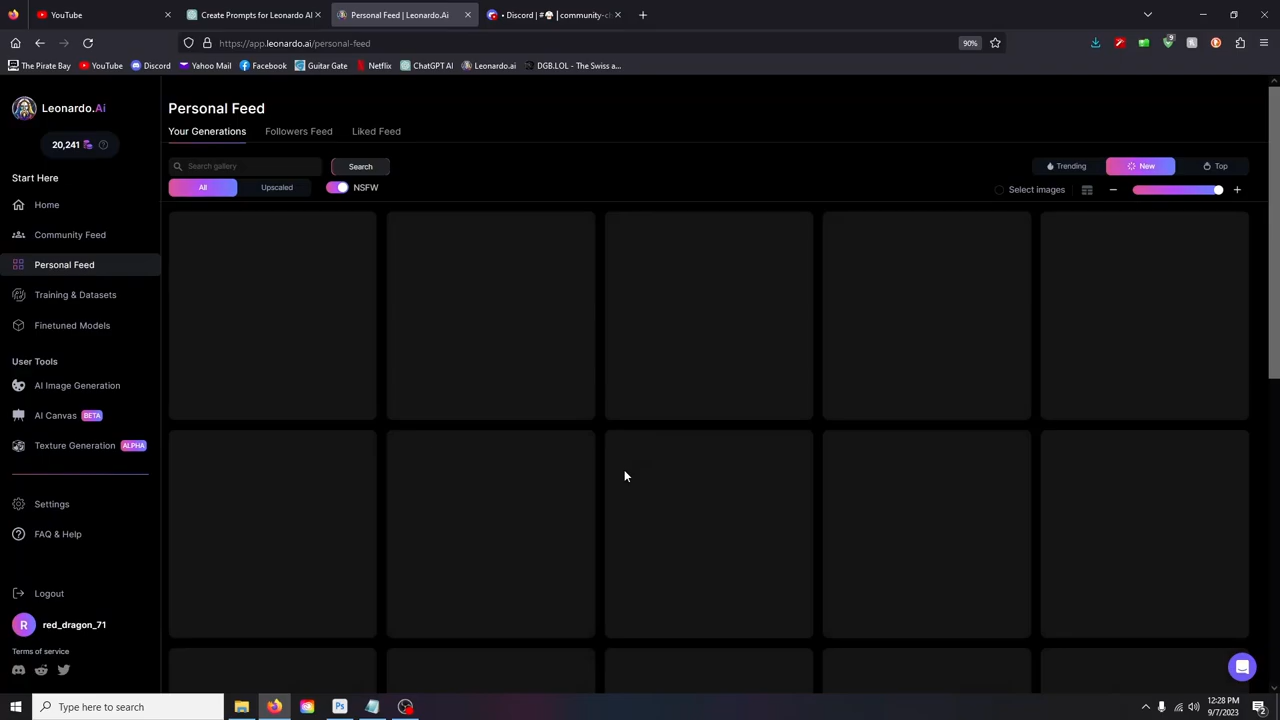 YouTube
Create Prompts for Leonardo AI
Personal Feed | Leonardo.Ai
• Discord | #
community-c
https://app.leonardo.ai/personal-feed
90%
9
The Pirate Bay
YouTube
Discord
Yahoo Mail
Facebook
Guitar Gate
Netflix
ChatGPT AI
Leonardo.ai
DGB.LOL - The Swiss a...
Leonardo.Ai
20,241
Start Here
Home
Community Feed
Personal Feed
Training & Datasets
Finetuned Models
User Tools
AI Image Generation
AI Canvas BETA
Texture Generation ALPHA
Settings
FAQ & Help
Logout
R
red_dragon_71
Terms of service
Personal Feed
Your Generations
Followers Feed
Liked Feed
Search gallery
Search
Trending
New
Top
All
Upscaled
NSFW
Select images
Ps
Type here to search
12:28 PM
9/7/2023
2